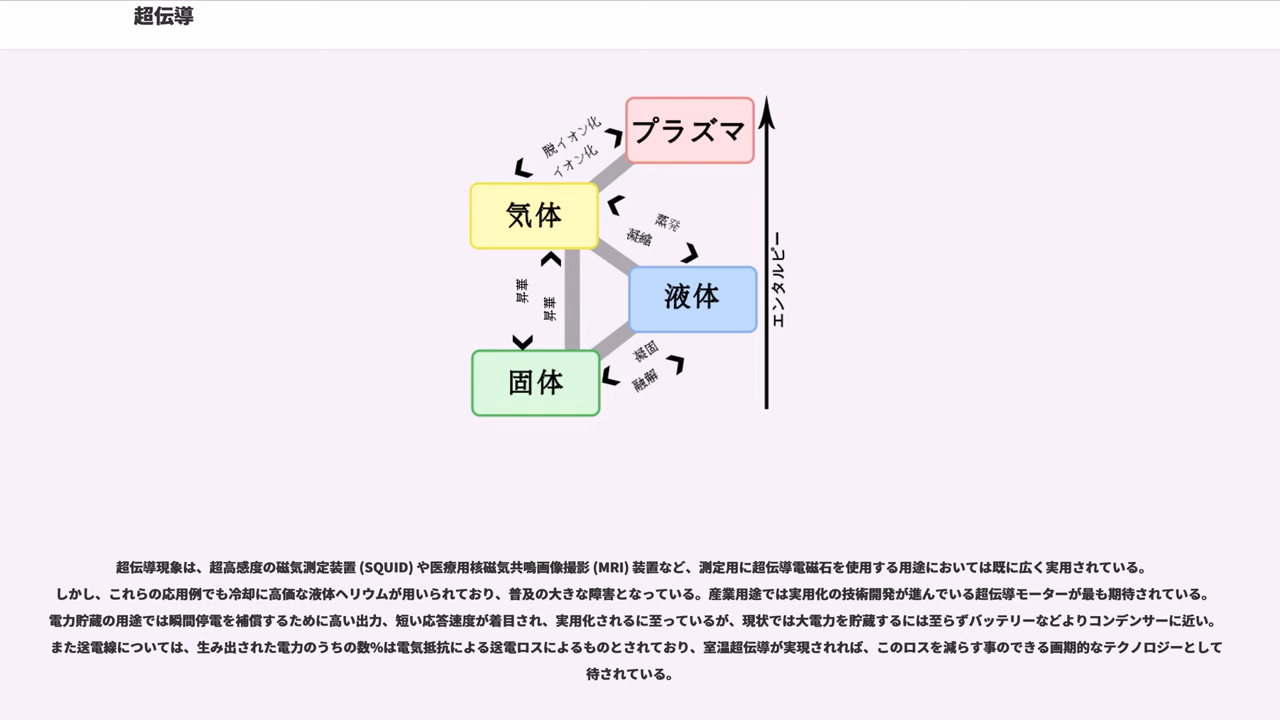 超伝導
プラズマ
脱イオン化
イオン化
気体
蒸発
凝縮
エンタルピー
昇華
昇華
液体
凝固
融解
固体
超伝導現象は、超高感度の磁気測定装置 (SQUID) や医療用核磁気共鳴画像撮影 (MRI) 装置など、測定用に超伝導電磁石を使用する用途においては既に広く実用されている。
しかし、これらの応用例でも冷却に高価な液体ヘリウムが用いられており、普及の大きな障害となっている。産業用途では実用化の技術開発が進んでいる超伝導モーターが最も期待されている。
電力貯蔵の用途では瞬間停電を補償するために高い出力、短い応答速度が着目され、実用化されるに至っているが、現状では大電力を貯蔵するには至らずバッテリーなどよりコンデンサーに近い。
また送電線については、生み出された電力のうちの数%は電気抵抗による送電ロスによるものとされており、室温超伝導が実現されれば、このロスを減らす事のできる画期的なテクノロジーとして
待されている。